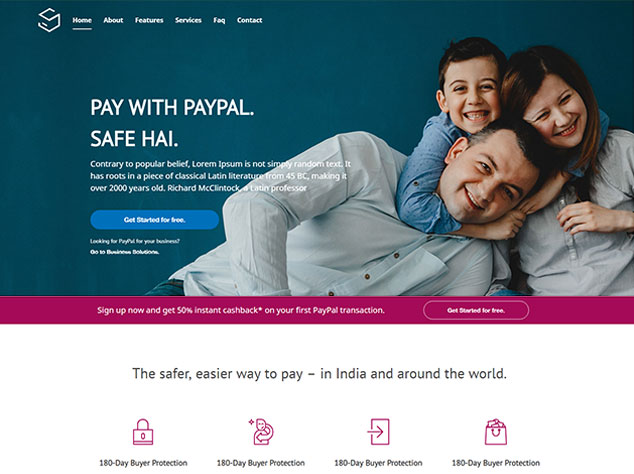 Home About Features Services Faq Contact
PAY WITH PAYPAL.
SAFE HAI.
Contrary to popular belief, Lorem Ipsum is not simply random text. It
has roots in a piece of classical Latin literature from 45 BC, making it
over 2000 years old. Richard McClintock, a Latin professor
Get Started for free.
Looking for PayPal for your business?
Go to Business Solutions.
Sign up now and get 50% instant cashback* on your first PayPal transaction. Get Started for free.
The safer, easier way to pay – in India and around the world.
180-Day Buyer Protection 180-Day Buyer Protection 180-Day Buyer Protection 180-Day Buyer Protection